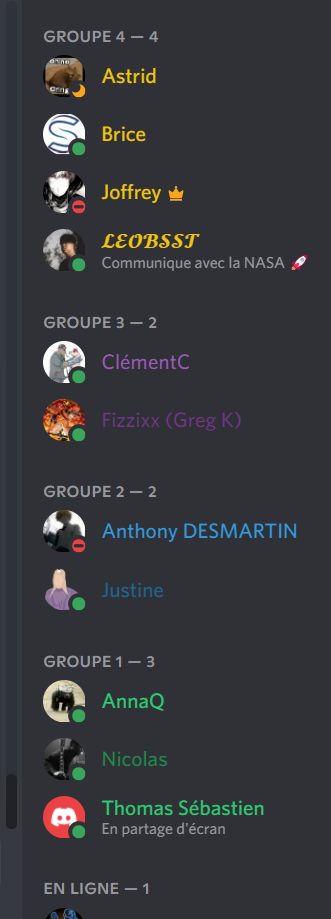 GROUPE 4 — 4
Astrid
Brice
Joffrey
LEOBSST
Communique avec la NASA 🚀
GROUPE 3 — 2
ClémentC
Fizzixx (Greg K)
GROUPE 2 — 2
Anthony DESMARTIN
Justine
GROUPE 1 — 3
AnnaQ
Nicolas
Thomas Sébastien
En partage d'écran
EN LIGNE — 1